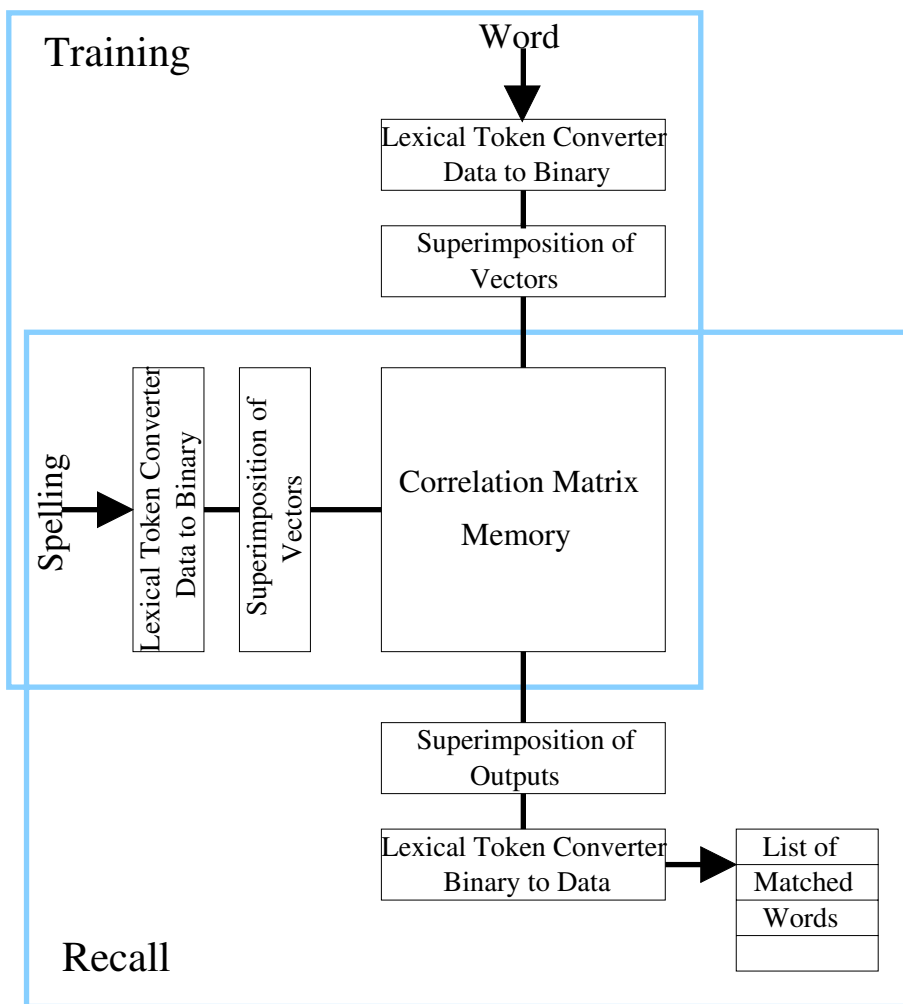 Training
Word
Lexical Token Converter
Data to Binary
Superimposition of
Vectors
Spelling
Lexical Token Converter
Data to Binary
Superimposition of
Vectors
Correlation Matrix
Memory
Superimposition of
Outputs
Lexical Token Converter
Binary to Data
List of
Matched
Words
Recall